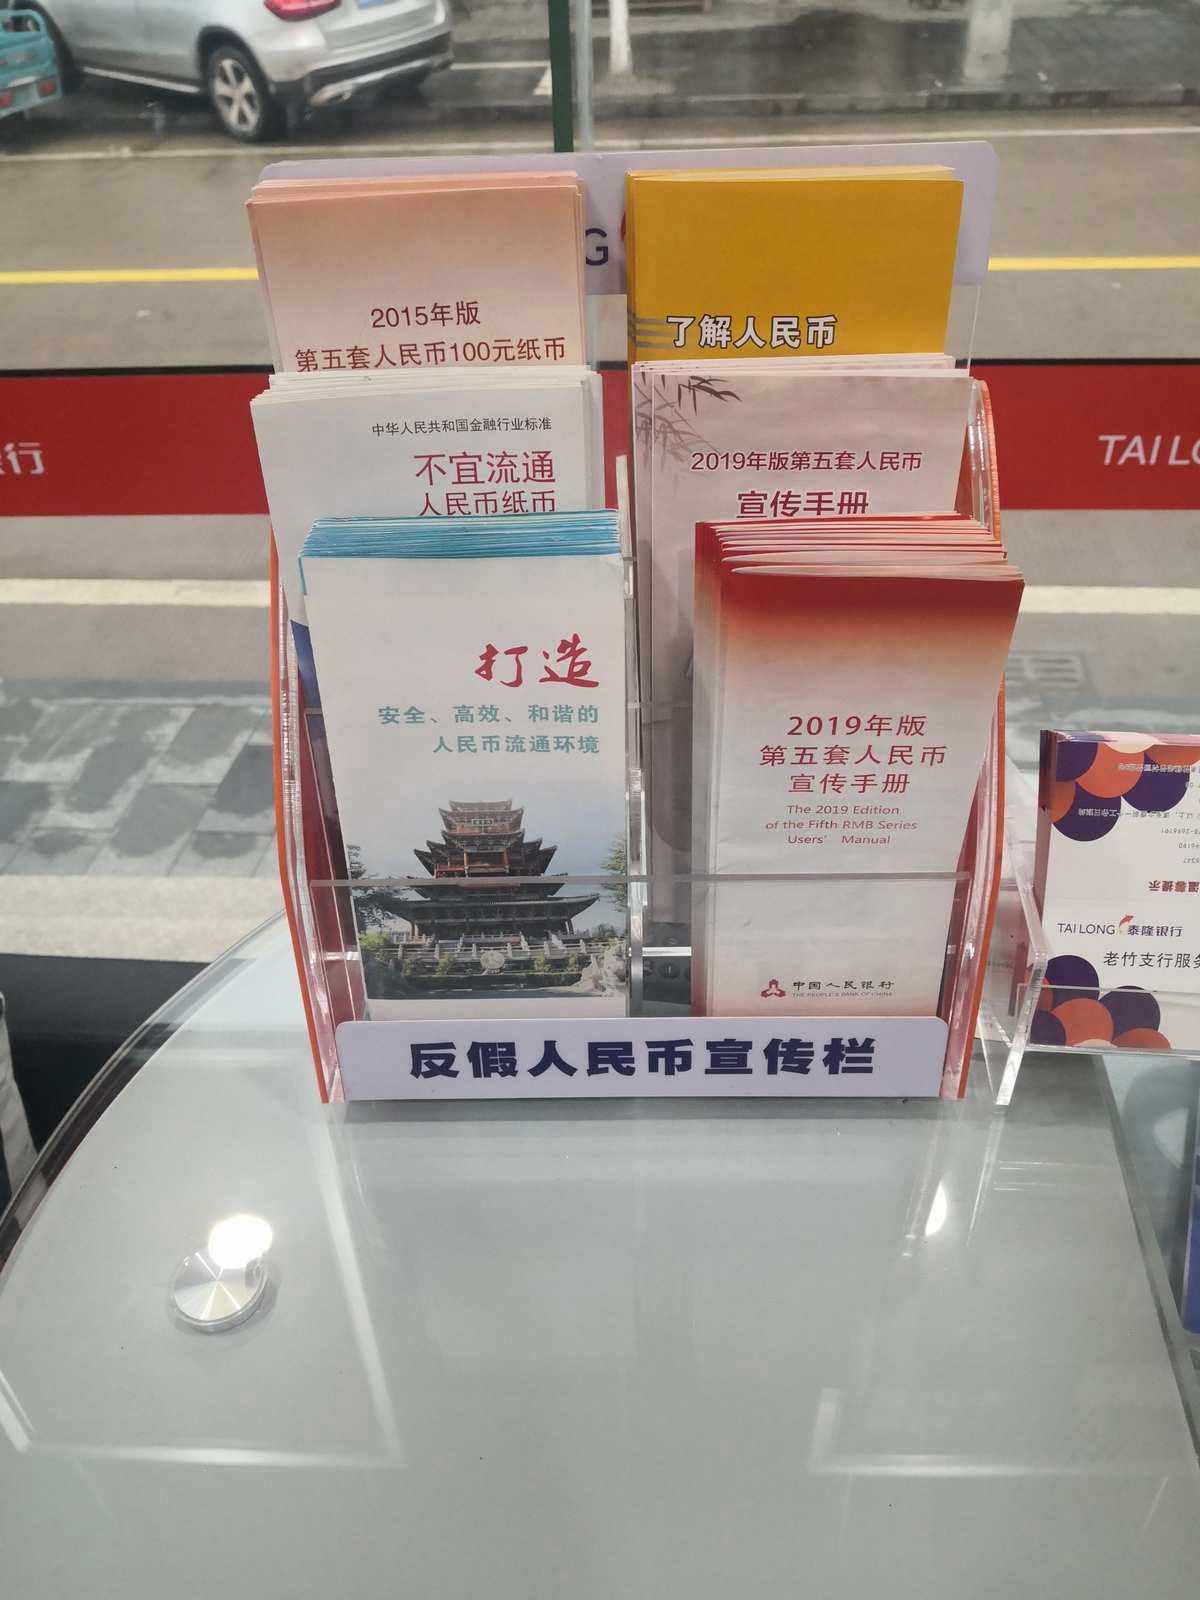 G
2015年版
第五套人民币100元纸币
了解人民币
中华人民共和国金融行业标准
不宜流通
人民币纸币
2019年版第五套人民币
宣传手册
行
TAI LO
打造
安全、高效、和谐的
人民币流通环境
2019年版
第五套人民币
宣传手册
The 2019 Edition
of the Fifth RMB Series
Users' Manual
中国人民银行
THE PEOPLE'S BANK OF CHINA
反假人民币宣传栏
温馨提示
TAI LONG 泰隆银行
老竹支行服务